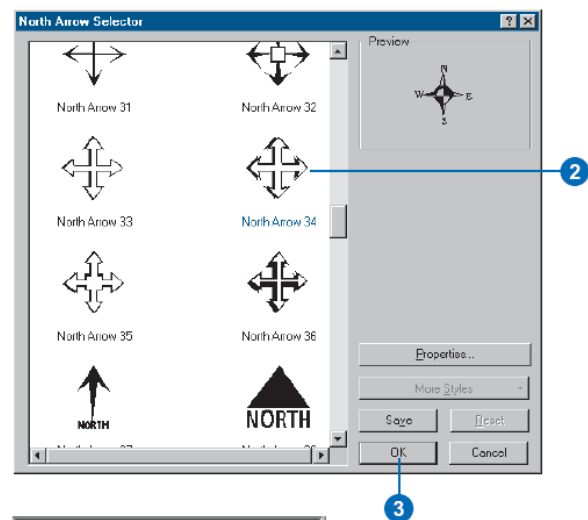 North Arrow Selector
Preview
N
W E
S
North Arrow 31
North Arrow 32
North Arrow 33
North Arrow 34
2
North Arrow 35
North Arrow 36
NORTH
NORTH
Properties...
More Styles
Save
Reset
OK
Cancel
3